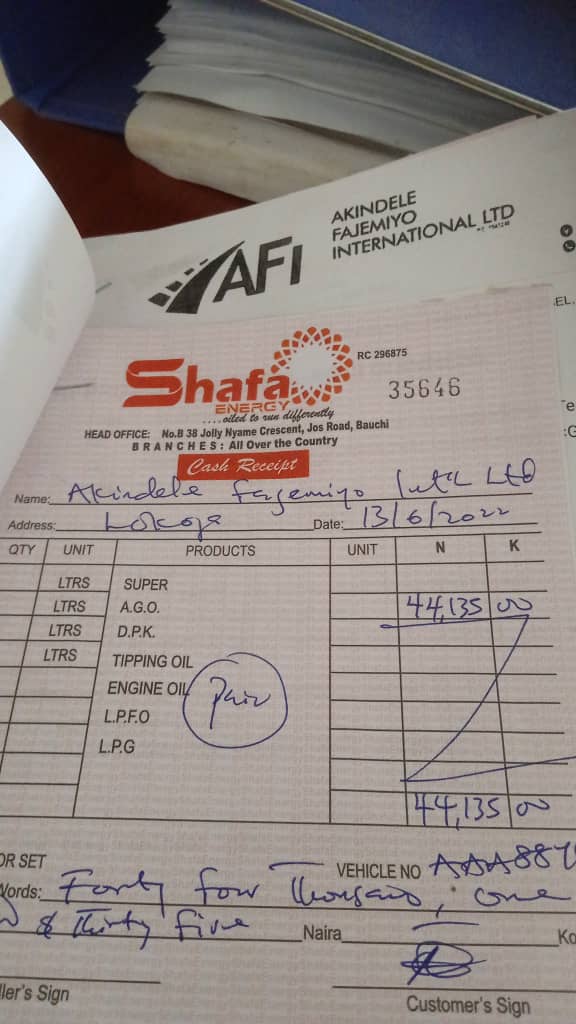 AKINDELE
FAJEMIYO
INTERNATIONAL LTD
AFI
EL.
RC 296875
Shafa
ENERGY
35646
....oiled to run differently
HEAD OFFICE: No.B 38 Jolly Nyame Crescent, Jos Road, Bauchi
BRANCHES: All Over the Country
Cash Receipt
Name: Akindele Fajemiyo Int'l Ltd
Address: Lokoja Date: 13/6/2022
QTY UNIT PRODUCTS UNIT N K
LTRS SUPER
LTRS A.G.O. 44,135 00
LTRS D.P.K.
LTRS TIPPING OIL
ENGINE OIL Paid
L.P.F.O
L.P.G
44,135 00
OR SET VEHICLE NO AAA 887
Words: Forty four Thousand, one
& Thirty five Naira Ko
ller's Sign Customer's Sign